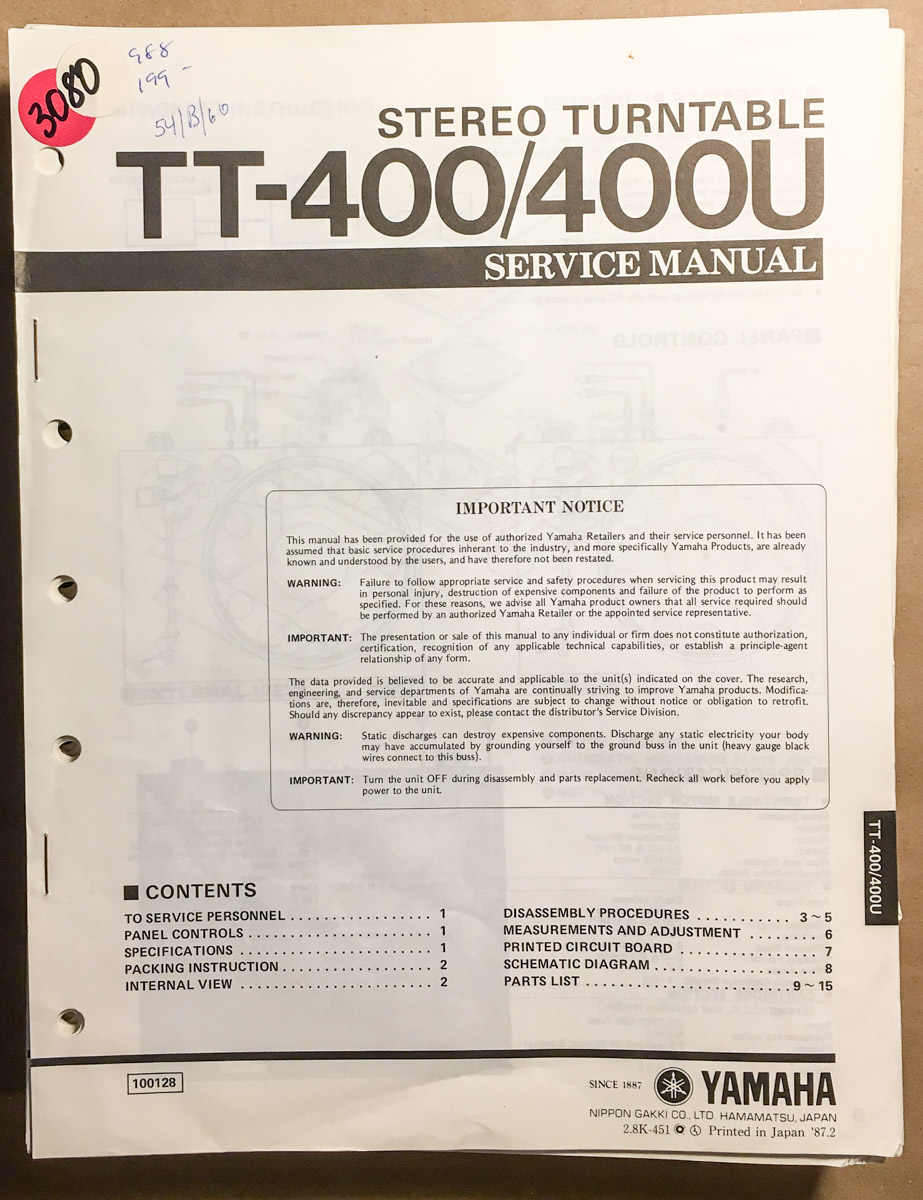 3080
988
199 -
54/B/60
STEREO TURNTABLE
TT-400/400U
SERVICE MANUAL
IMPORTANT NOTICE
This manual has been provided for the use of authorized Yamaha Retailers and their service personnel. It has been
assumed that basic service procedures inherant to the industry, and more specifically Yamaha Products, are already
known and understood by the users, and have therefore not been restated.
WARNING: Failure to follow appropriate service and safety procedures when servicing this product may result
in personal injury, destruction of expensive components and failure of the product to perform as
specified. For these reasons, we advise all Yamaha product owners that all service required should
be performed by an authorized Yamaha Retailer or the appointed service representative.
IMPORTANT: The presentation or sale of this manual to any individual or firm does not constitute authorization,
certification, recognition of any applicable technical capabilities, or establish a principle-agent
relationship of any form.
The data provided is believed to be accurate and applicable to the unit(s) indicated on the cover. The research,
engineering, and service departments of Yamaha are continually striving to improve Yamaha products. Modifica-
tions are, therefore, inevitable and specifications are subject to change without notice or obligation to retrofit.
Should any discrepancy appear to exist, please contact the distributor's Service Division.
WARNING: Static discharges can destroy expensive components. Discharge any static electricity your body
may have accumulated by grounding yourself to the ground buss in the unit (heavy gauge black
wires connect to this buss).
IMPORTANT: Turn the unit OFF during disassembly and parts replacement. Recheck all work before you apply
power to the unit.
TT-400/400U
■ CONTENTS
TO SERVICE PERSONNEL . . . . . . . . . . . . . . . . . 1
PANEL CONTROLS . . . . . . . . . . . . . . . . . . . . . . 1
SPECIFICATIONS . . . . . . . . . . . . . . . . . . . . . . . 1
PACKING INSTRUCTION . . . . . . . . . . . . . . . . . . 2
INTERNAL VIEW . . . . . . . . . . . . . . . . . . . . . . . 2
DISASSEMBLY PROCEDURES . . . . . . . . . . . 3 ~ 5
MEASUREMENTS AND ADJUSTMENT . . . . . . . . 6
PRINTED CIRCUIT BOARD . . . . . . . . . . . . . . . . 7
SCHEMATIC DIAGRAM . . . . . . . . . . . . . . . . . . . 8
PARTS LIST . . . . . . . . . . . . . . . . . . . . . . . . 9 ~ 15
100128
SINCE 1887 YAMAHA
NIPPON GAKKI CO., LTD. HAMAMATSU, JAPAN
2.8K-451 Printed in Japan '87.2